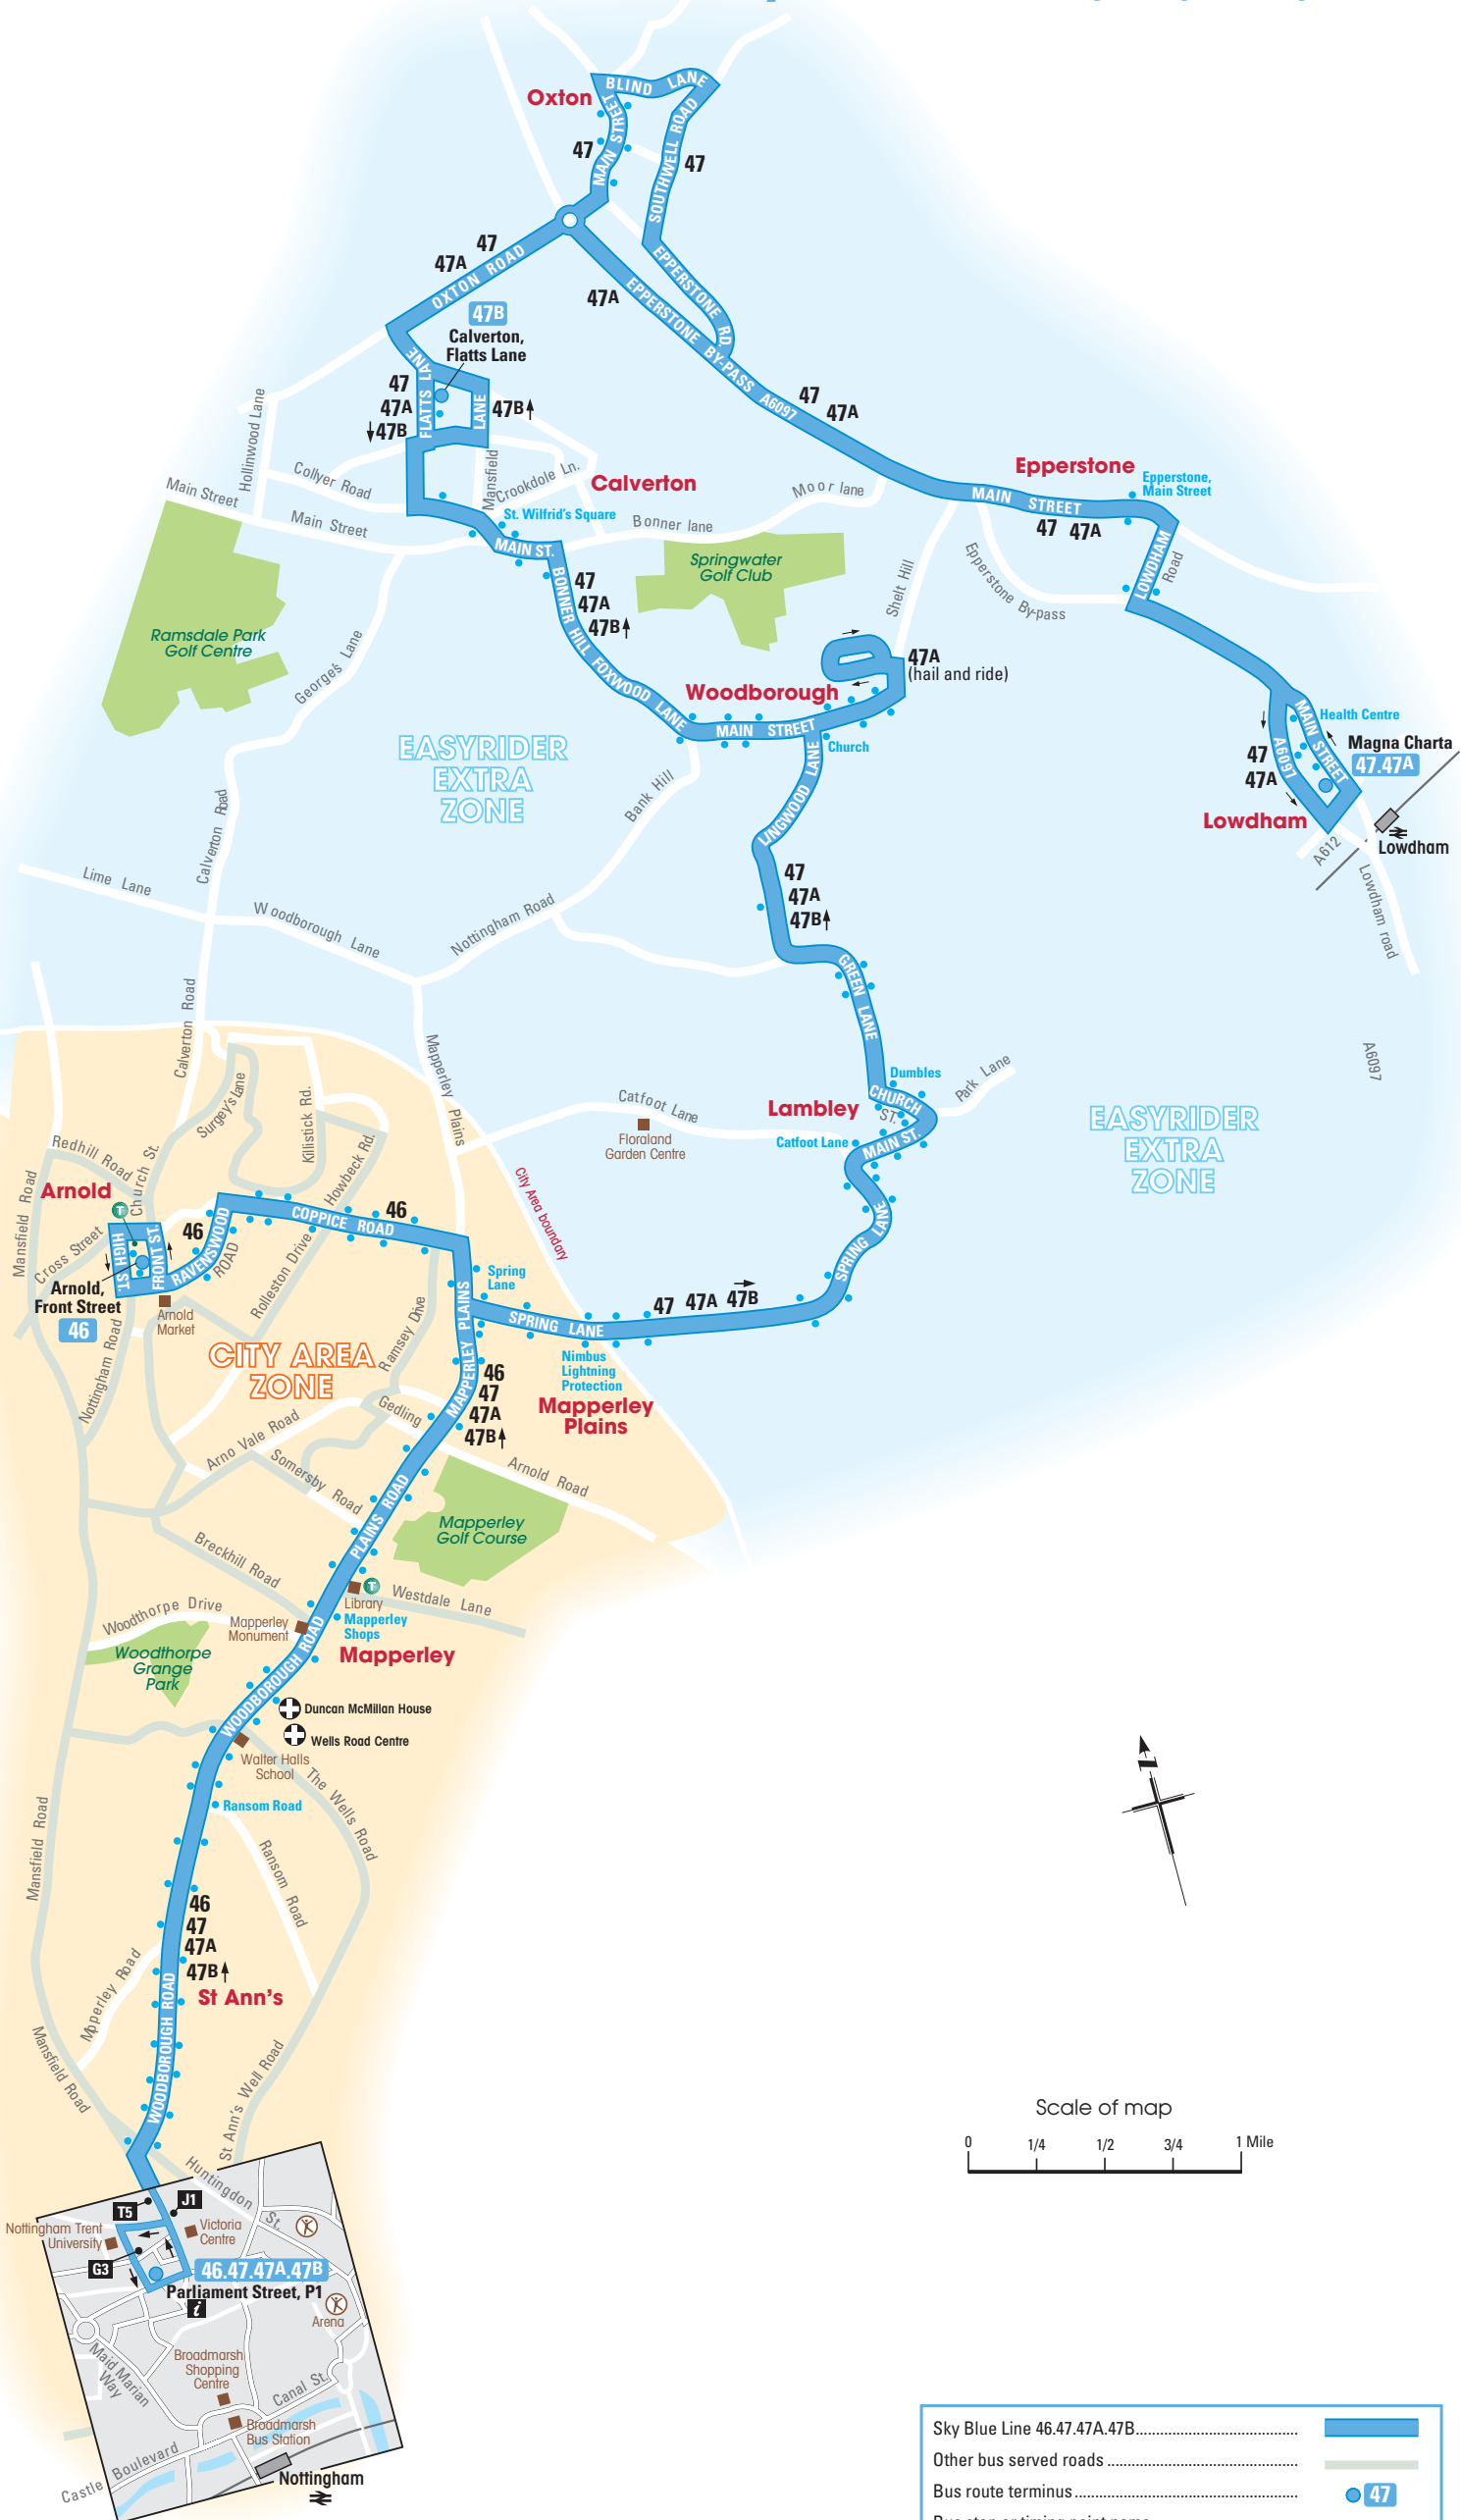 Oxton
BLIND LANE
MAIN STREET
47
SOUTHWELL ROAD
47
47
47A
OXTON ROAD
EPPERSTONE RD.
47A
EPPERSTONE BY-PASS A6097
47B
Calverton,
Flatts Lane
FLATTS LANE
47
47A
47B
LANE
47B
47
47A
Hollinwood Lane
Collyer Road
Mansfield
Crookdole Ln.
Calverton
Moor lane
Epperstone
Epperstone,
Main Street
MAIN STREET
47 47A
Main Street
Main Street
St. Wilfrid's Square
Bonner lane
MAIN ST.
LOWDHAM
Road
Springwater
Golf Club
Shelt Hill
Epperstone By-pass
BONNER HILL FOXWOOD LANE
47
47A
47B
Ramsdale Park
Golf Centre
George's Lane
47A
(hail and ride)
Woodborough
MAIN STREET
Church
MAIN STREET
Health Centre
Magna Charta
47.47A
A6097
47
47A
Lowdham
Lowdham
A612
Lowdham road
EASYRIDER
EXTRA
ZONE
Bank Hill
LINGWOOD LANE
Calverton Road
Lime Lane
Woodborough Lane
Nottingham Road
47
47A
47B
GREEN LANE
Calverton Road
Mapperley Plains
A6097
Dumbles
Park Lane
CHURCH
ST.
Lambley
Catfoot Lane
Floraland
Garden Centre
Catfoot Lane
MAIN ST.
EASYRIDER
EXTRA
ZONE
Surgey's Lane
Killistick Rd.
Howbeck Rd.
Redhill Road
Church St.
Mansfield Road
Arnold
T
Cross Street
HIGH ST.
FRONT ST.
46
RAVENSWOOD
ROAD
COPPICE ROAD
46
City Area boundary
Rolleston Drive
Arnold,
Front Street
46
Arnold
Market
Spring
Lane
SPRING LANE
SPRING LANE
47 47A 47B
MAPPERLEY PLAINS
Nimbus
Lightning
Protection
Mapperley
Plains
CITY AREA
ZONE
Ramsey Drive
Nottingham Road
46
47
47A
47B
Gedling
Arnold Road
Arno Vale Road
Somersby Road
PLAINS ROAD
Mapperley
Golf Course
Breckhill Road
Library
T
Westdale Lane
Woodthorpe Drive
Mapperley
Monument
Mapperley
Shops
Mapperley
Woodthorpe
Grange
Park
WOODBOROUGH ROAD
Duncan McMillan House
Wells Road Centre
Walter Halls
School
The Wells Road
Ransom Road
Ransom Road
Mansfield Road
46
47
47A
47B
Mapperley Road
St Ann's
WOODBOROUGH ROAD
Mansfield Road
St Ann's Well Road
Scale of map
0 1/4 1/2 3/4 1 Mile
Huntingdon
St.
T5
J1
Nottingham Trent
University
Victoria
Centre
G3
46.47.47A.47B
Parliament Street, P1
i
Arena
Maid Marian
Way
Broadmarsh
Shopping
Centre
Canal St.
Broadmarsh
Bus Station
Castle Boulevard
Nottingham
N
Sky Blue Line 46.47.47A.47B
Other bus served roads
Bus route terminus
47